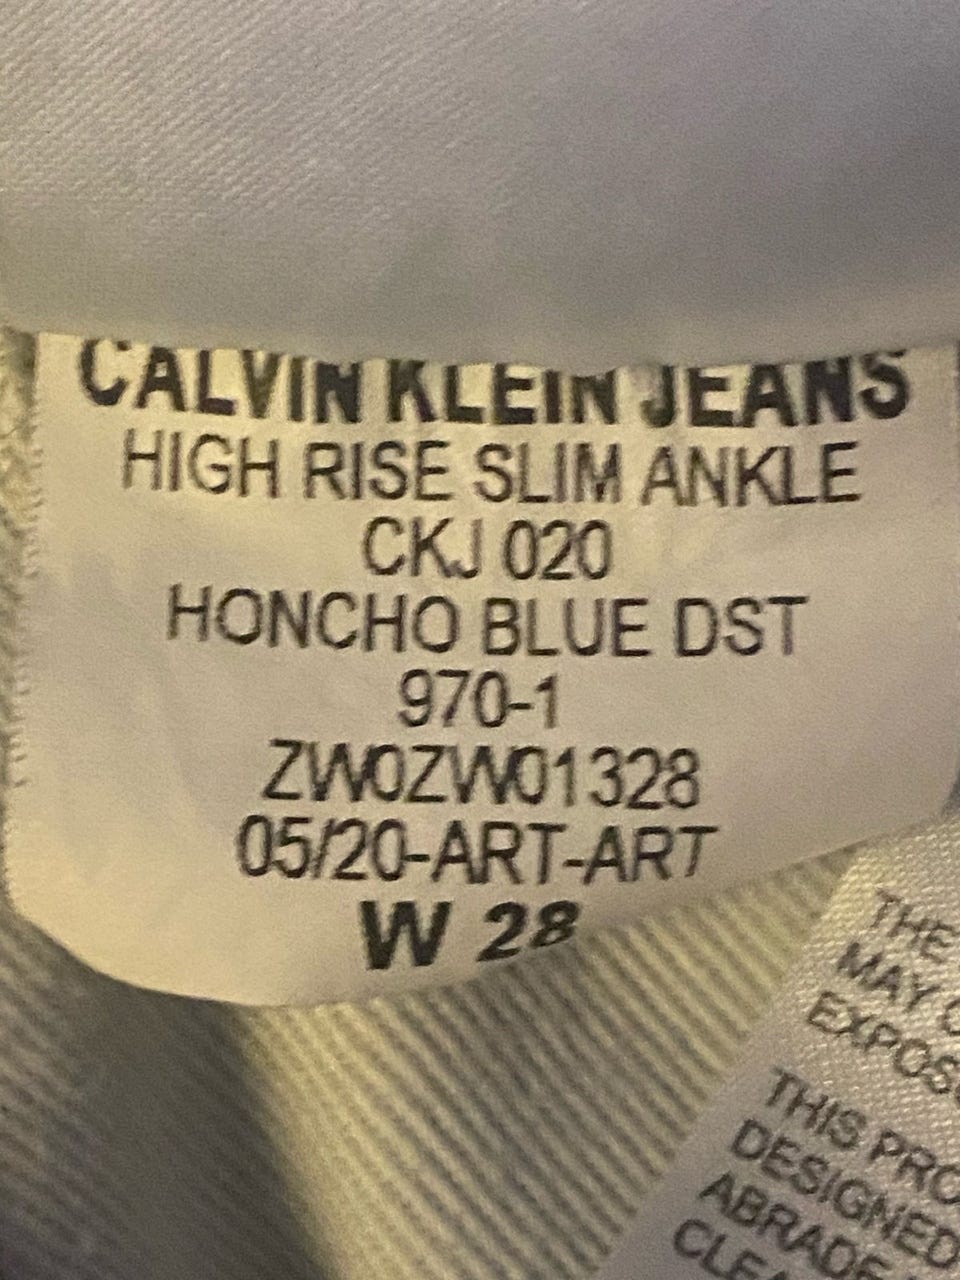 CALVIN KLEIN JEANS
HIGH RISE SLIM ANKLE
CKJ 020
HONCHO BLUE DST
970-1
ZW0ZW01328
05/20-ART-ART
W 28
THE
MAY
EXPOS
THIS PRO
DESIGNED
ABRADE
CLEA